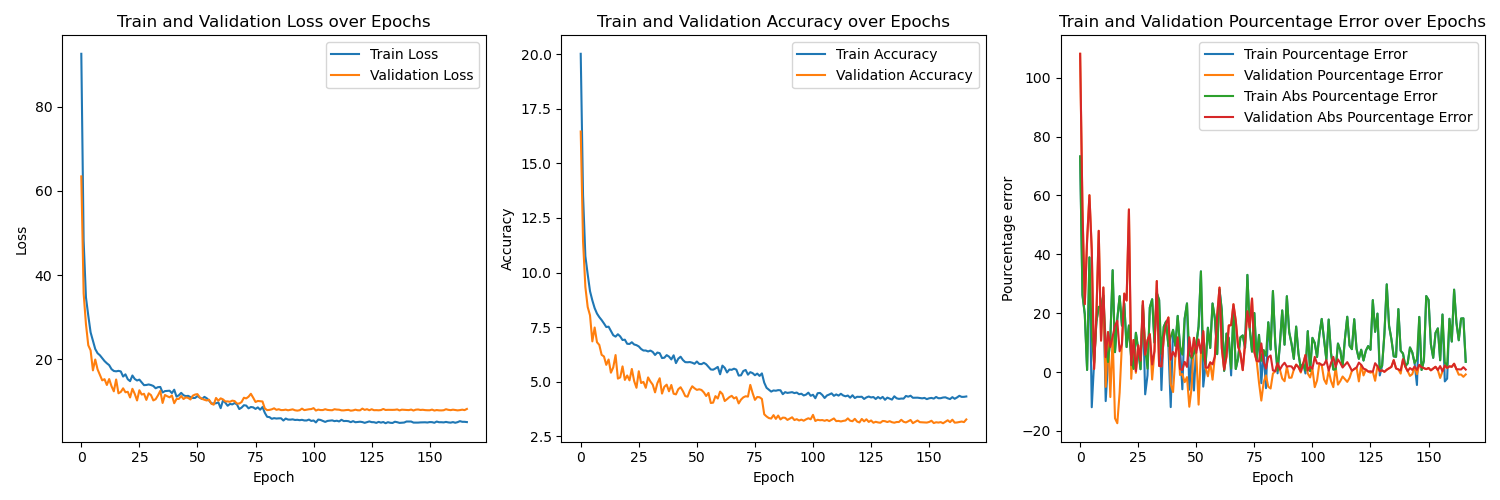 Train and Validation Loss over Epochs
Train Loss
Validation Loss
Loss
80
60
40
20
0
25
50
75
100
125
150
Epoch
Train and Validation Accuracy over Epochs
Train Accuracy
Validation Accuracy
Accuracy
20.0
17.5
15.0
12.5
10.0
7.5
5.0
2.5
0
25
50
75
100
125
150
Epoch
Train and Validation Pourcentage Error over Epochs
Train Pourcentage Error
Validation Pourcentage Error
Train Abs Pourcentage Error
Validation Abs Pourcentage Error
Pourcentage error
100
80
60
40
20
0
−20
0
25
50
75
100
125
150
Epoch